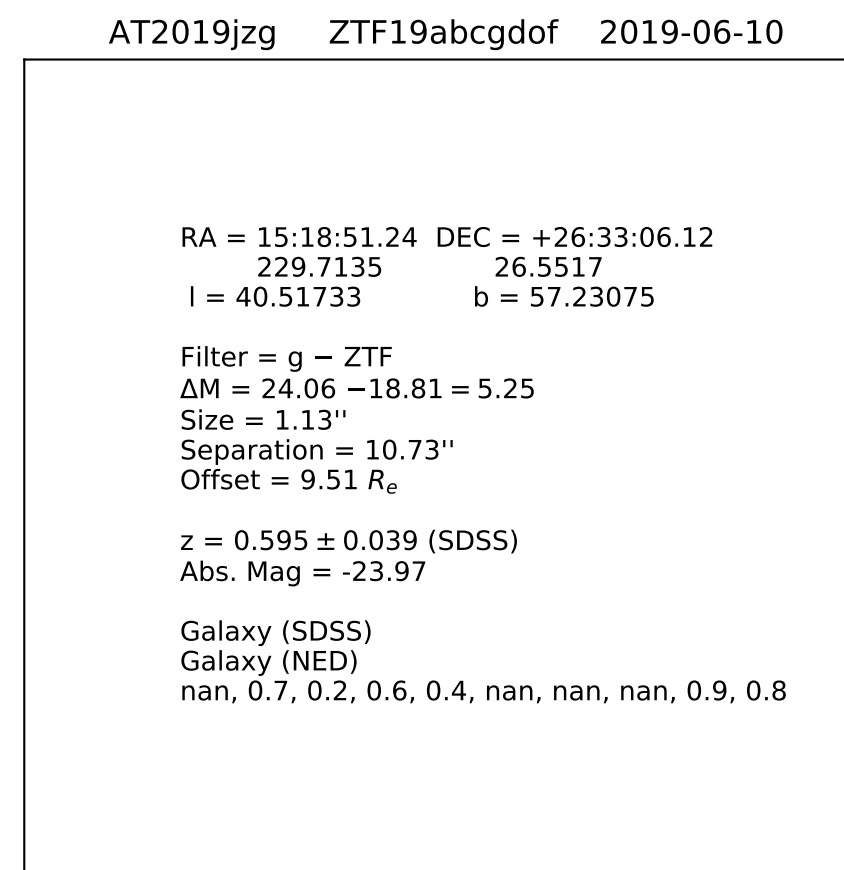 AT2019jzg ZTF19abcgdof 2019-06-10
RA = 15:18:51.24 DEC = +26:33:06.12
229.7135 26.5517
l = 40.51733 b = 57.23075
Filter = g − ZTF
ΔM = 24.06 −18.81 = 5.25
Size = 1.13''
Separation = 10.73''
Offset = 9.51 Rₑ
z = 0.595 ± 0.039 (SDSS)
Abs. Mag = -23.97
Galaxy (SDSS)
Galaxy (NED)
nan, 0.7, 0.2, 0.6, 0.4, nan, nan, nan, 0.9, 0.8